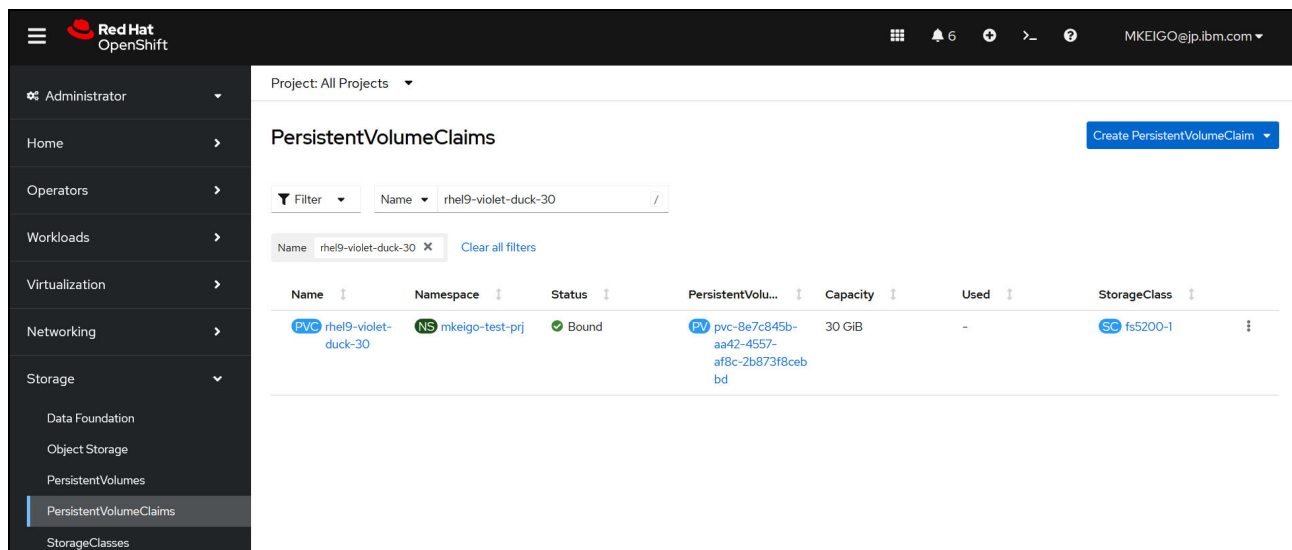 Red Hat
OpenShift
6
MKEIGO@jp.ibm.com
Administrator
Home
Operators
Workloads
Virtualization
Networking
Storage
Data Foundation
Object Storage
PersistentVolumes
PersistentVolumeClaims
StorageClasses
Project: All Projects
PersistentVolumeClaims
Create PersistentVolumeClaim
Filter
Name
rhel9-violet-duck-30
/
Name rhel9-violet-duck-30
Clear all filters
Name Namespace Status PersistentVolu... Capacity Used StorageClass
PVC rhel9-violet-
duck-30
NS mkeigo-test-prj
Bound
PV pvc-8e7c845b-
aa42-4557-
af8c-2b873f8ceb
bd
30 GiB
-
SC fs5200-1